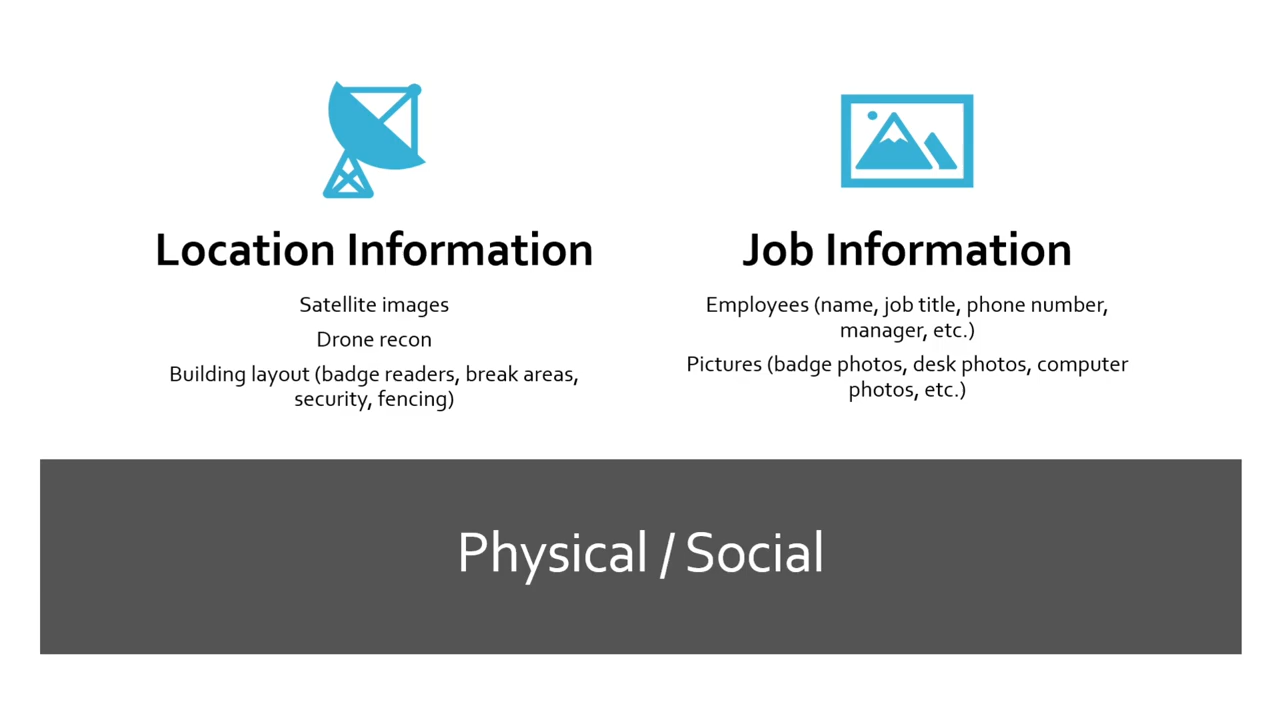 Location Information
Satellite images
Drone recon
Building layout (badge readers, break areas,
security, fencing)
Job Information
Employees (name, job title, phone number,
manager, etc.)
Pictures (badge photos, desk photos, computer
photos, etc.)
Physical / Social